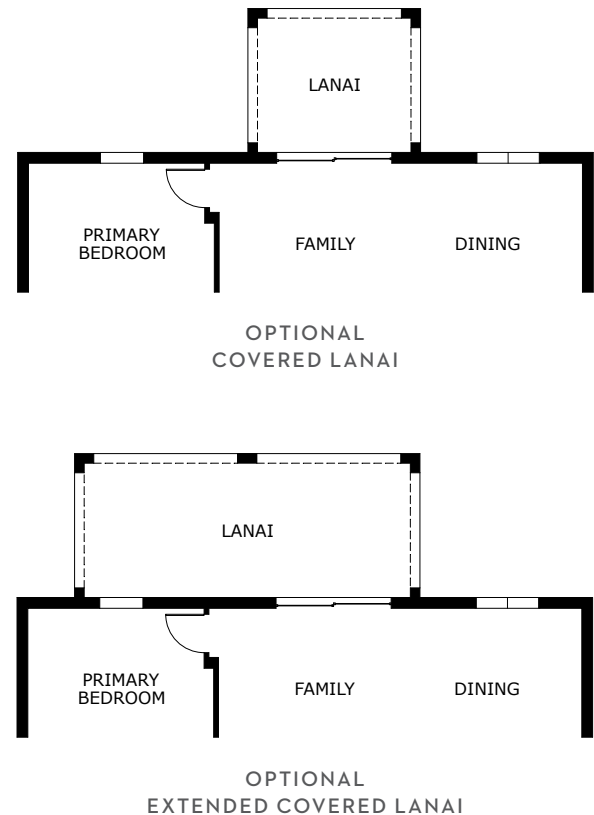 LANAI
PRIMARY
BEDROOM
FAMILY
DINING
OPTIONAL
COVERED LANAI
LANAI
PRIMARY
BEDROOM
FAMILY
DINING
OPTIONAL
EXTENDED COVERED LANAI